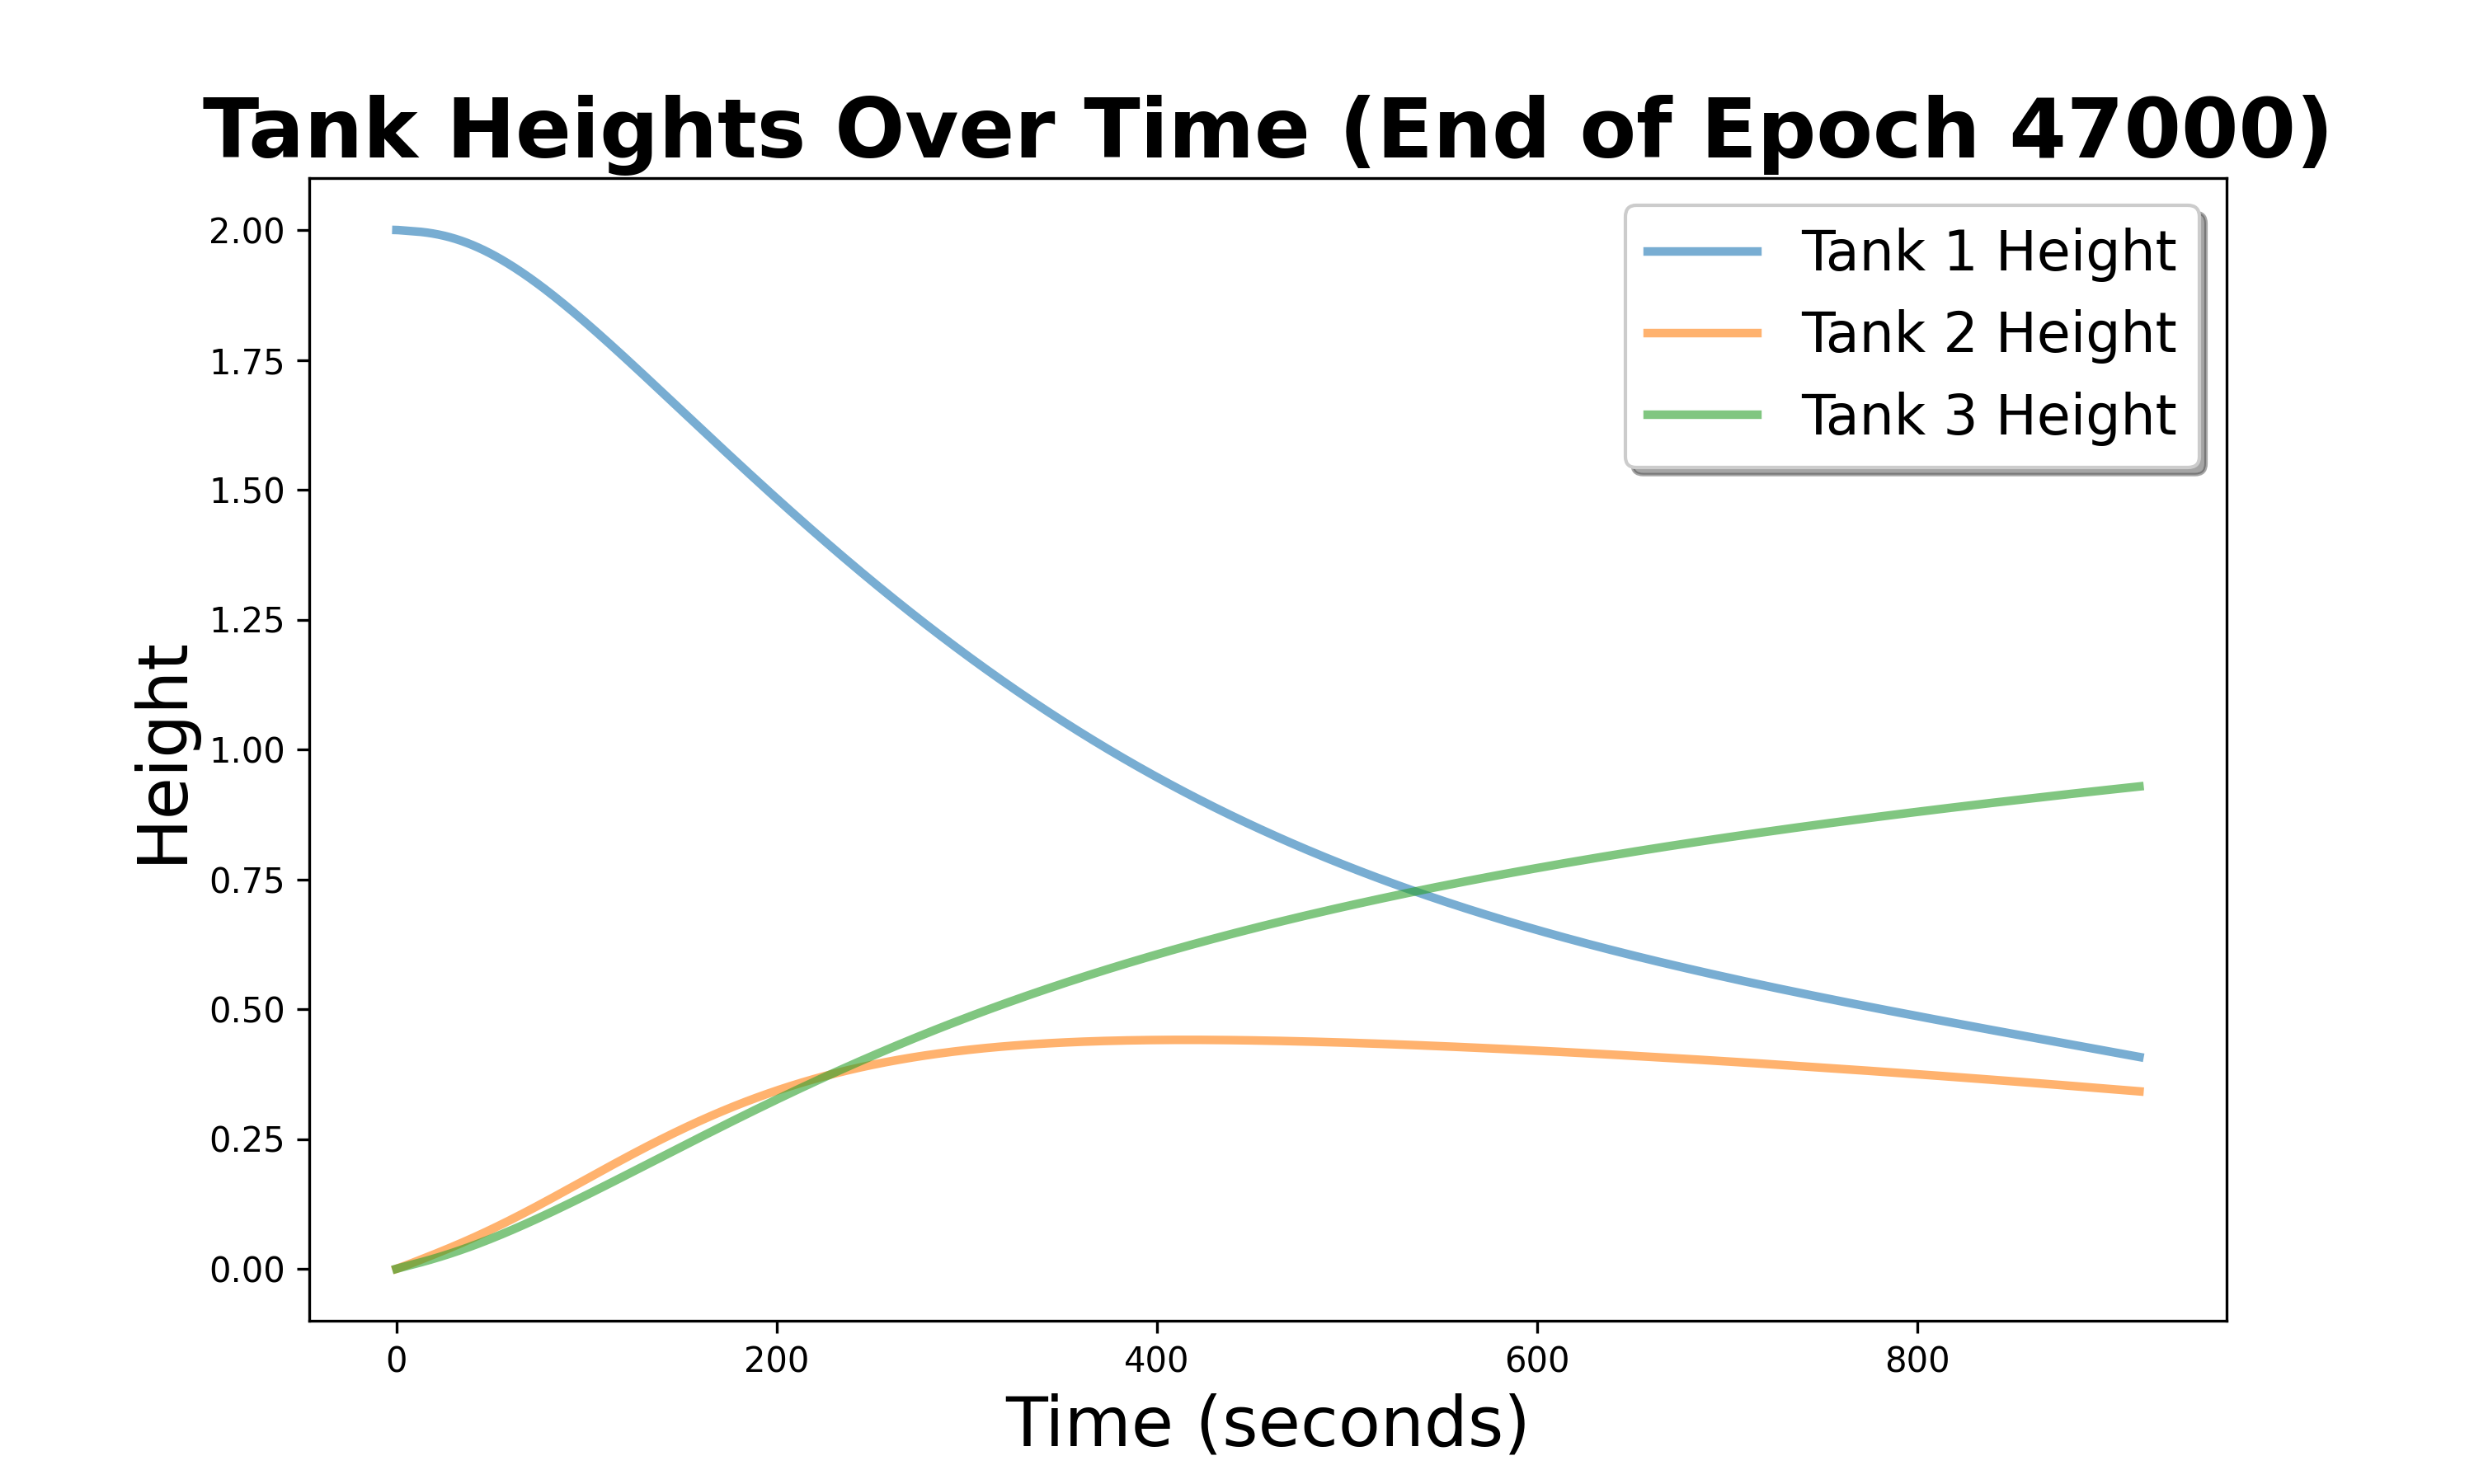 Tank Heights Over Time (End of Epoch 47000)
Tank 1 Height
Tank 2 Height
Tank 3 Height
Height
2.00
1.75
1.50
1.25
1.00
0.75
0.50
0.25
0.00
0 200 400 600 800
Time (seconds)